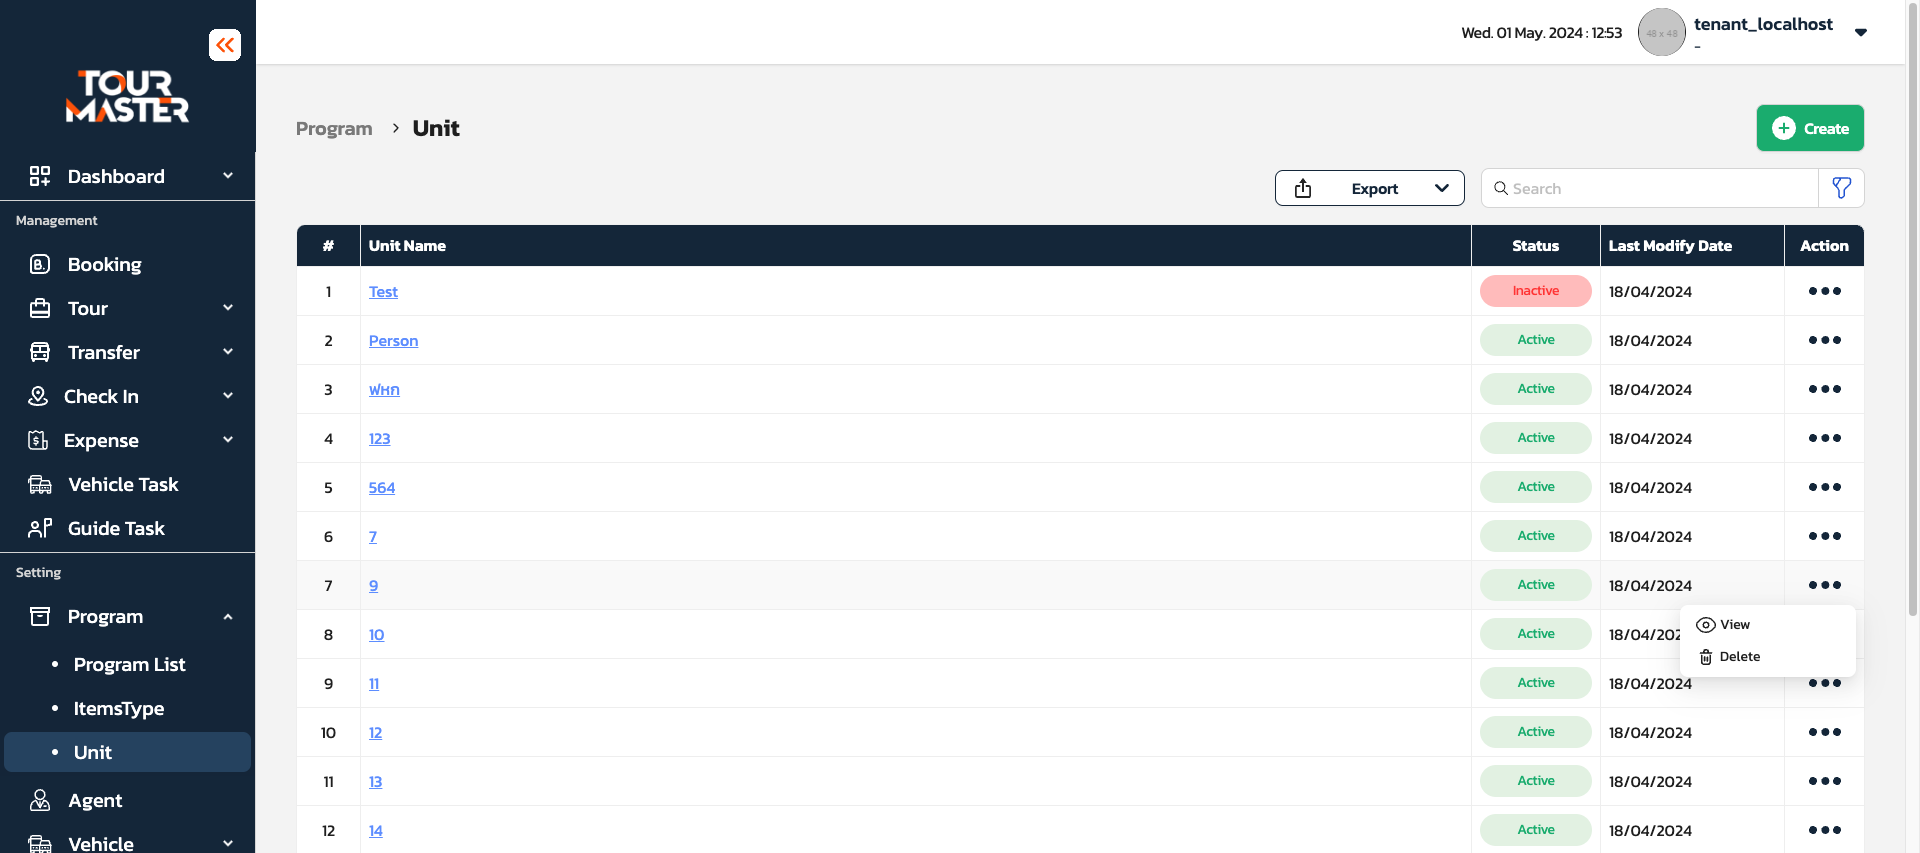 Wed. 01 May. 2024 : 12:53
48 x 48
tenant_localhost
-
TOUR
MASTER
Dashboard
Management
Booking
Tour
Transfer
Check In
Expense
Vehicle Task
Guide Task
Setting
Program
Program List
ItemsType
Unit
Agent
Vehicle
Program > Unit
Create
Export
Search
# Unit Name Status Last Modify Date Action
1 Test Inactive 18/04/2024
2 Person Active 18/04/2024
3 ฟหก Active 18/04/2024
4 123 Active 18/04/2024
5 564 Active 18/04/2024
6 7 Active 18/04/2024
7 9 Active 18/04/2024
View
Delete
8 10 Active 18/04/202
9 11 Active 18/04/2024
10 12 Active 18/04/2024
11 13 Active 18/04/2024
12 14 Active 18/04/2024